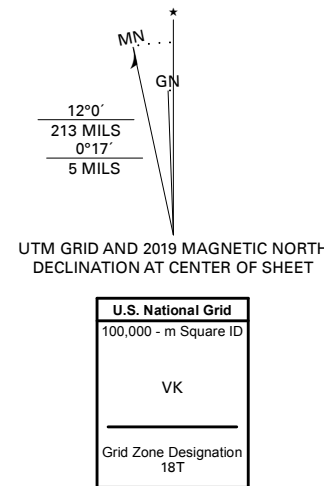 ★
MN
GN
12°0´
213 MILS
0°17´
5 MILS
UTM GRID AND 2019 MAGNETIC NORTH
DECLINATION AT CENTER OF SHEET
U.S. National Grid
100,000 - m Square ID
VK
Grid Zone Designation
18T